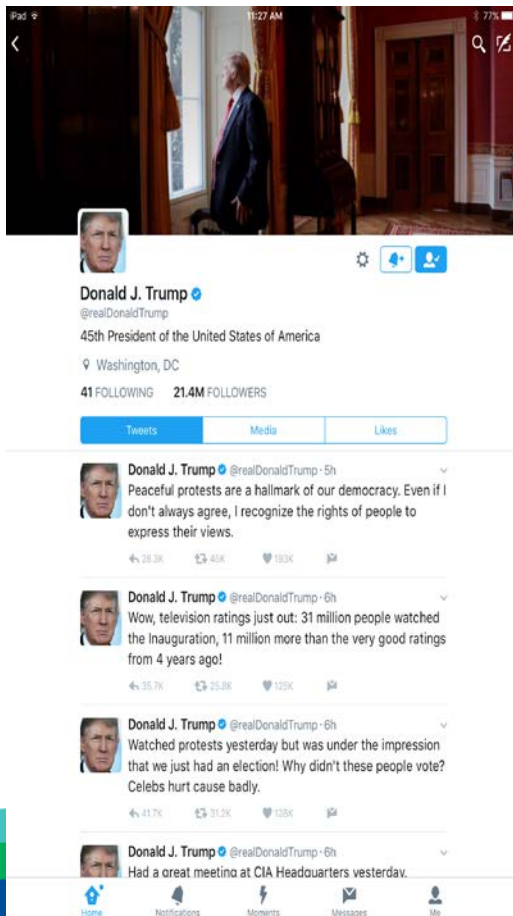 iPad 11:27 AM 77%
Donald J. Trump
@realDonaldTrump
45th President of the United States of America
Washington, DC
41 FOLLOWING 21.4M FOLLOWERS
Tweets Media Likes
Donald J. Trump @realDonaldTrump · 5h
Peaceful protests are a hallmark of our democracy. Even if I
don't always agree, I recognize the rights of people to
express their views.
28.3K 45K 193K
Donald J. Trump @realDonaldTrump · 6h
Wow, television ratings just out: 31 million people watched
the Inauguration, 11 million more than the very good ratings
from 4 years ago!
35.7K 25.8K 125K
Donald J. Trump @realDonaldTrump · 6h
Watched protests yesterday but was under the impression
that we just had an election! Why didn't these people vote?
Celebs hurt cause badly.
41.7K 31.2K 128K
Donald J. Trump @realDonaldTrump · 6h
Had a great meeting at CIA Headquarters yesterday,
Home Notifications Moments Messages Me